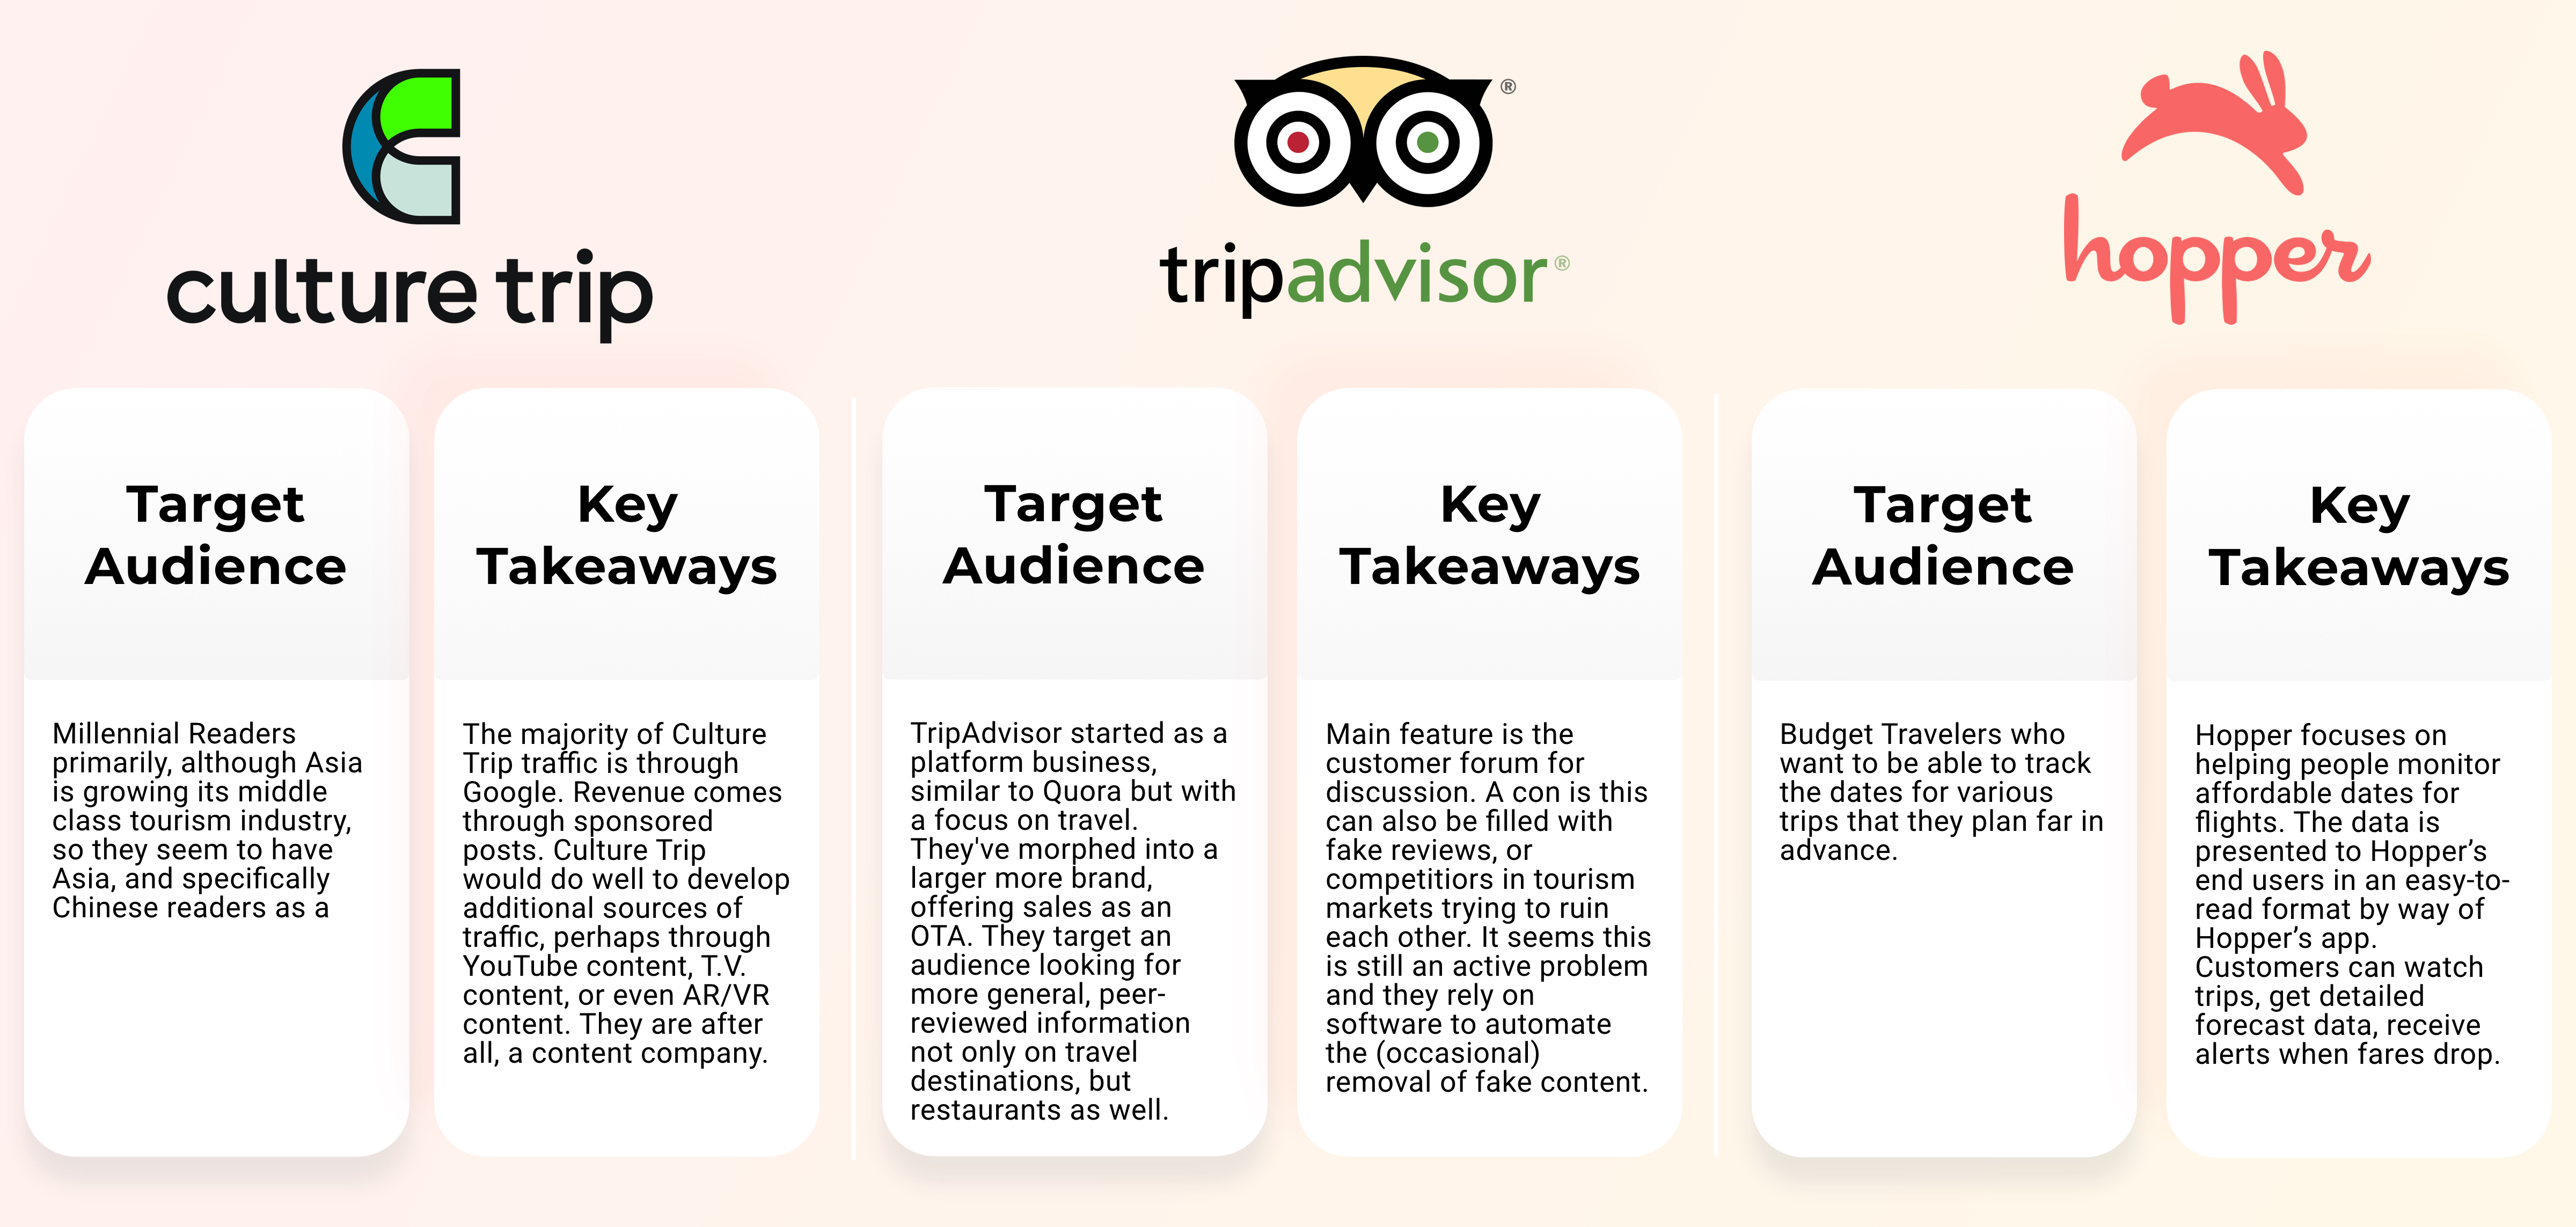 culture trip
tripadvisor®
®
hopper
Target
Audience
Millennial Readers
primarily, although Asia
is growing its middle
class tourism industry,
so they seem to have
Asia, and specifically
Chinese readers as a
Key
Takeaways
The majority of Culture
Trip traffic is through
Google. Revenue comes
through sponsored
posts. Culture Trip
would do well to develop
additional sources of
traffic, perhaps through
YouTube content, T.V.
content, or even AR/VR
content. They are after
all, a content company.
Target
Audience
TripAdvisor started as a
platform business,
similar to Quora but with
a focus on travel.
They've morphed into a
larger more brand,
offering sales as an
OTA. They target an
audience looking for
more general, peer-
reviewed information
not only on travel
destinations, but
restaurants as well.
Key
Takeaways
Main feature is the
customer forum for
discussion. A con is this
can also be filled with
fake reviews, or
competitiors in tourism
markets trying to ruin
each other. It seems this
is still an active problem
and they rely on
software to automate
the (occasional)
removal of fake content.
Target
Audience
Budget Travelers who
want to be able to track
the dates for various
trips that they plan far in
advance.
Key
Takeaways
Hopper focuses on
helping people monitor
affordable dates for
flights. The data is
presented to Hopper’s
end users in an easy-to-
read format by way of
Hopper’s app.
Customers can watch
trips, get detailed
forecast data, receive
alerts when fares drop.